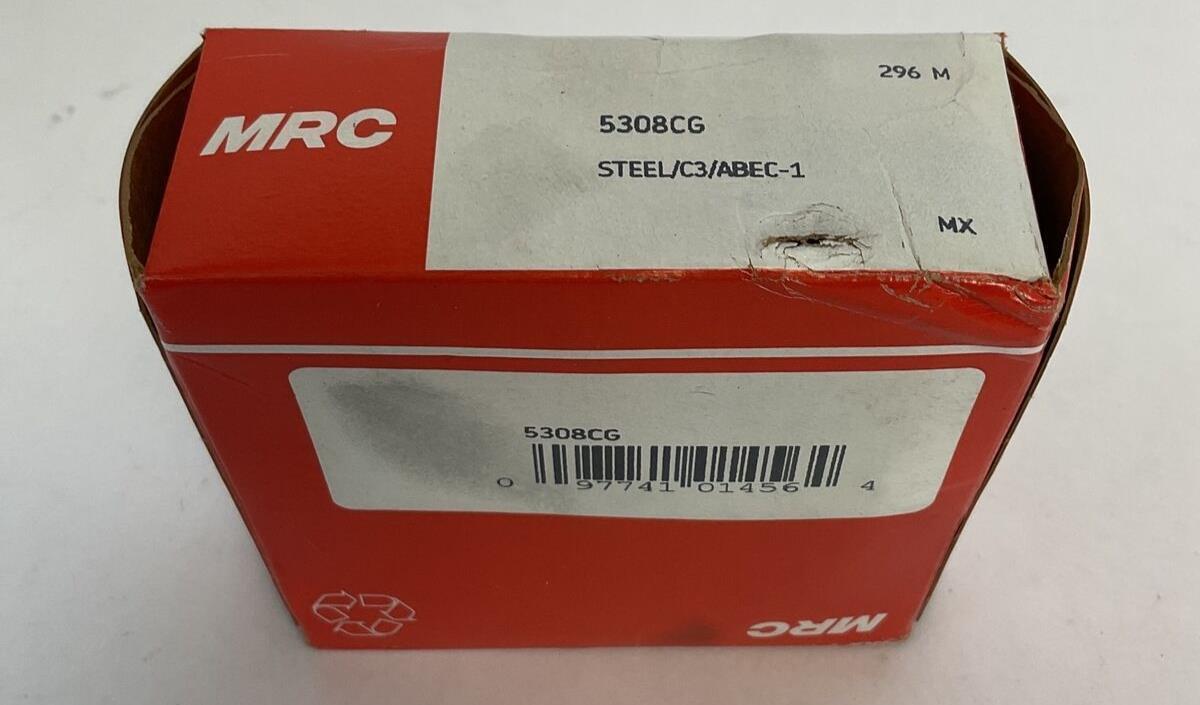 MRC
296 M
5308CG
STEEL/C3/ABEC-1
MX
5308CG
0 97741 01456 4
MRC